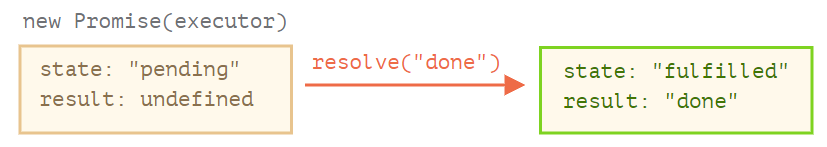 new Promise(executor)
state: "pending"
result: undefined
resolve("done")
state: "fulfilled"
result: "done"